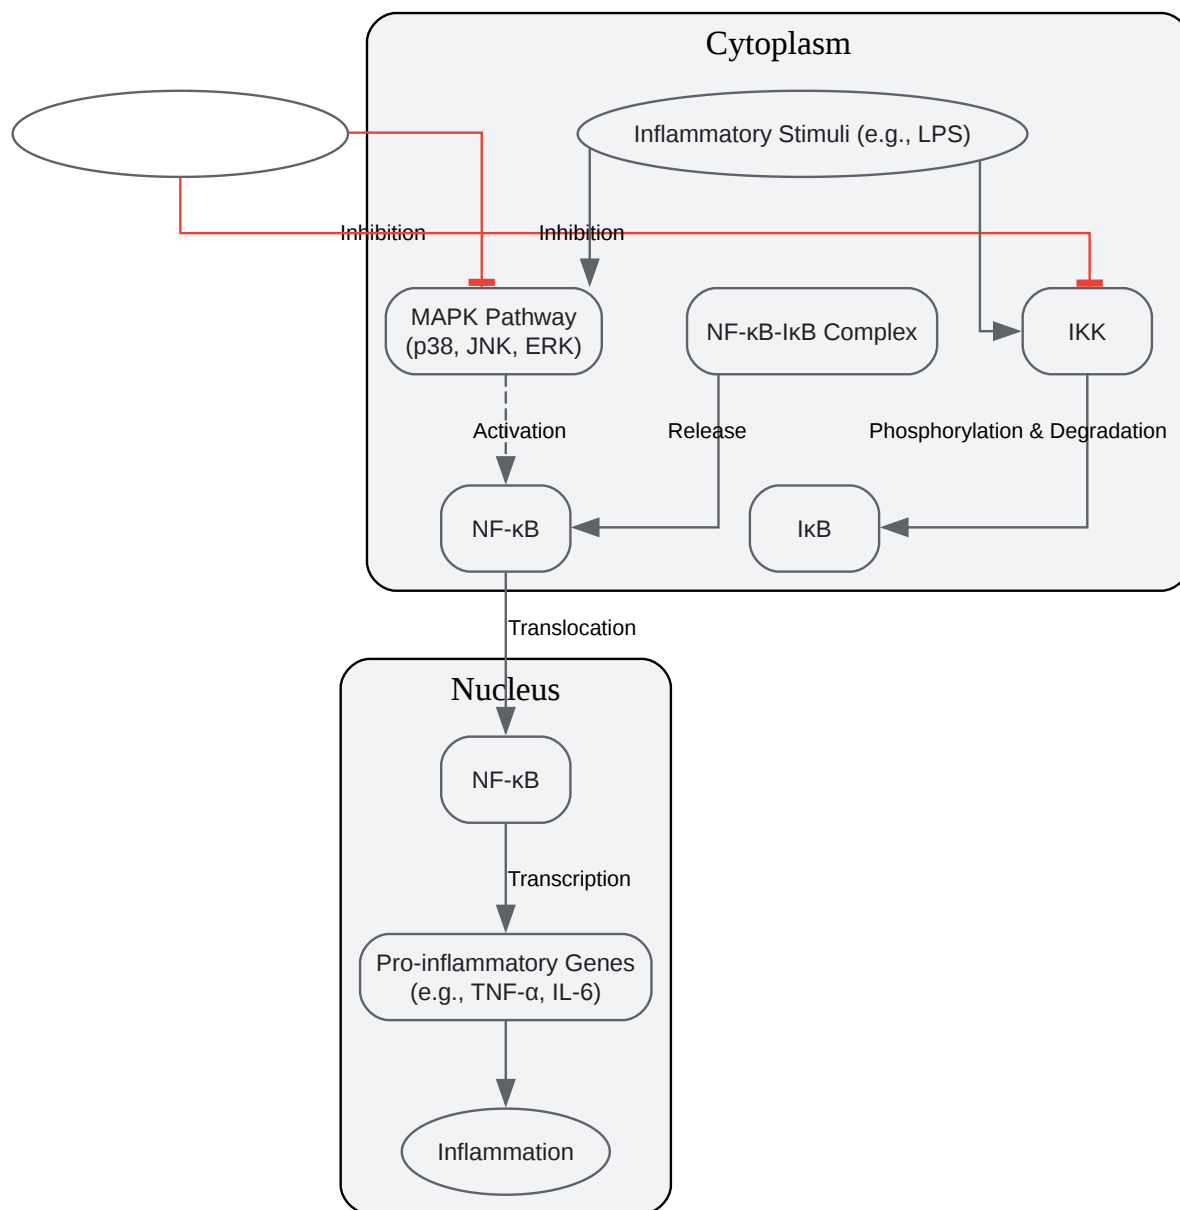 Cytoplasm
Inflammatory Stimuli (e.g., LPS)
Inhibition
Inhibition
MAPK Pathway
(p38, JNK, ERK)
NF-κB-IκB Complex
IKK
Activation
Release
Phosphorylation & Degradation
NF-κB
IκB
Translocation
Nucleus
NF-κB
Transcription
Pro-inflammatory Genes
(e.g., TNF-α, IL-6)
Inflammation